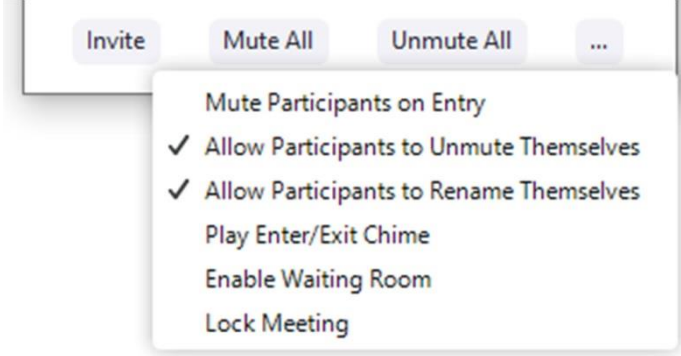 Invite Mute All Unmute All ...
Mute Participants on Entry
✓ Allow Participants to Unmute Themselves
✓ Allow Participants to Rename Themselves
Play Enter/Exit Chime
Enable Waiting Room
Lock Meeting